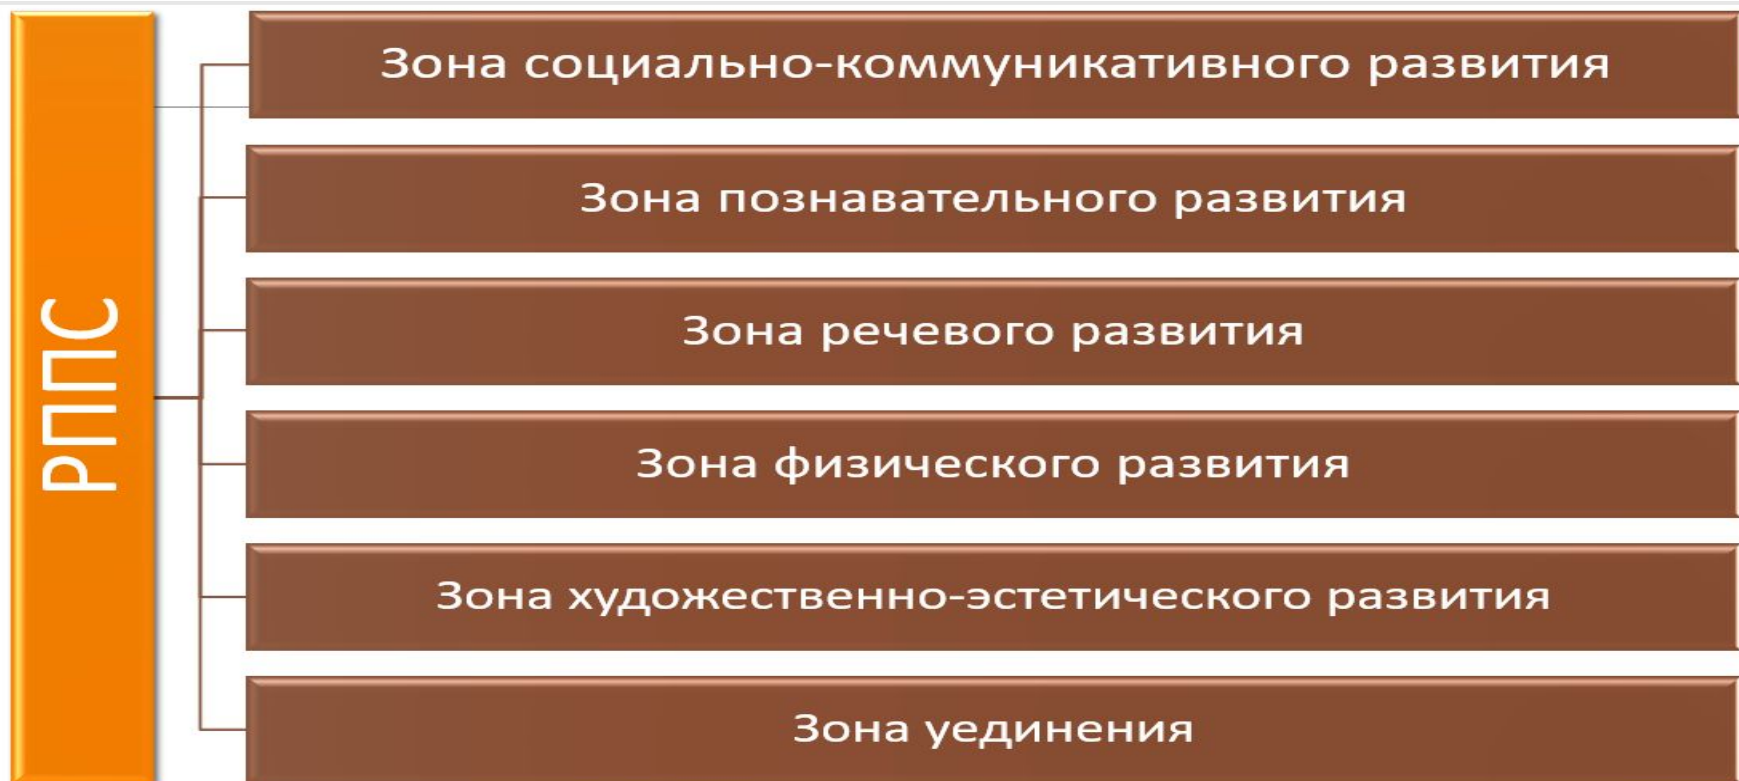 РППС
Зона социально-коммуникативного развития
Зона познавательного развития
Зона речевого развития
Зона физического развития
Зона художественно-эстетического развития
Зона уединения